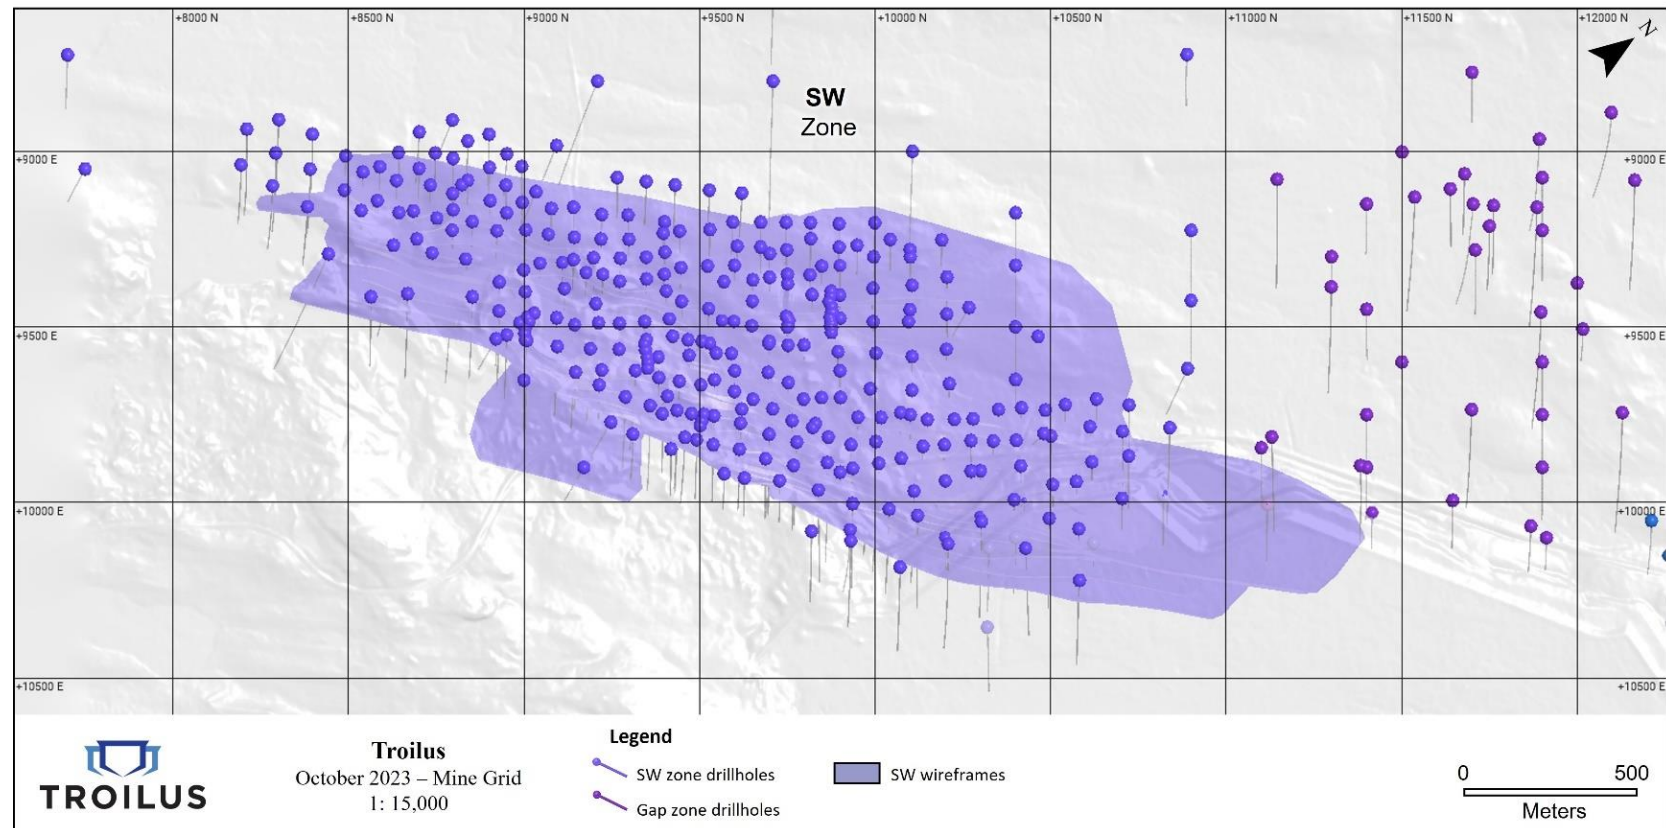 +8000 N +8500 N +9000 N +9500 N +10000 N +10500 N +11000 N +11500 N +12000 N
N
SW
Zone
+9000 E +9000 E
+9500 E +9500 E
+10000 E +10000 E
+10500 E +10500 E
TROILUS
Troilus
October 2023 – Mine Grid
1: 15,000
Legend
SW zone drillholes
Gap zone drillholes
SW wireframes
0 500
Meters